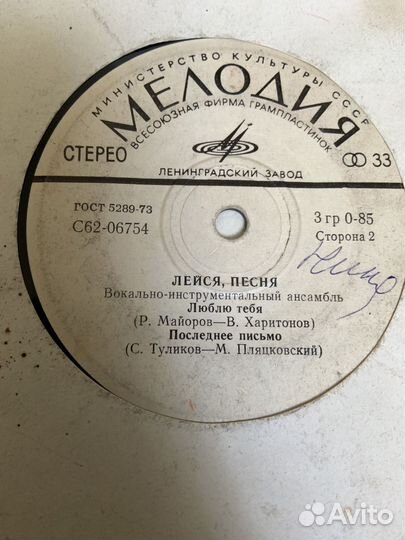 МИНИСТЕРСТВО КУЛЬТУРЫ СССР
МЕЛОДИЯ
ВСЕСОЮЗНАЯ ФИРМА ГРАМПЛАСТИНОК
СТЕРЕО
33
ЛЕНИНГРАДСКИЙ ЗАВОД
ГОСТ 5289-73
3 гр 0-85
С62-06754
Сторона 2
ЛЕЙСЯ, ПЕСНЯ
Вокально-инструментальный ансамбль
Люблю тебя
(Р. Майоров—В. Харитонов)
Последнее письмо
(С. Туликов—М. Пляцковский)
Avito